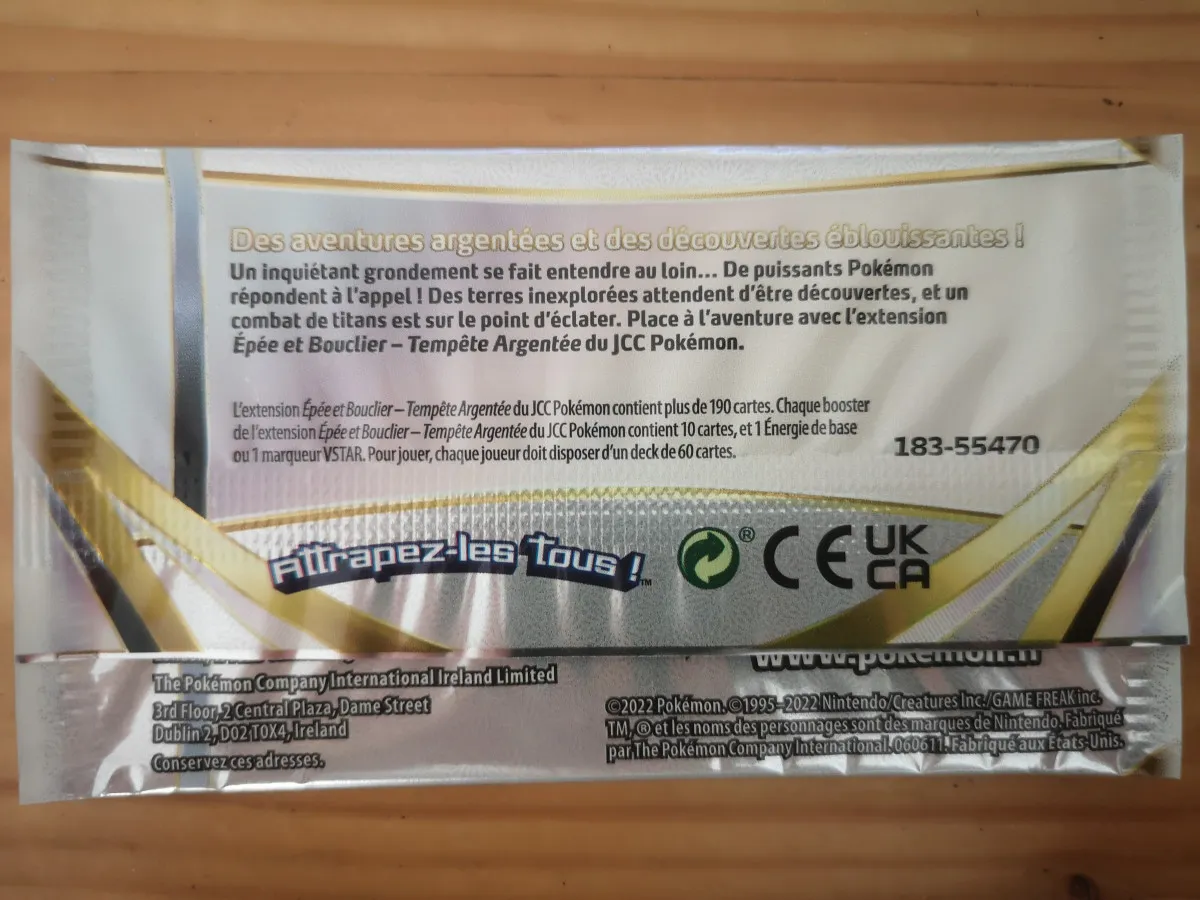 Des aventures argentées et des découvertes éblouissantes !
Un inquiétant grondement se fait entendre au loin... De puissants Pokémon
répondent à l'appel ! Des terres inexplorées attendent d'être découvertes, et un
combat de titans est sur le point d'éclater. Place à l'aventure avec l'extension
Épée et Bouclier – Tempête Argentée du JCC Pokémon.
L'extension Épée et Bouclier – Tempête Argentée du JCC Pokémon contient plus de 190 cartes. Chaque booster
de l'extension Épée et Bouclier – Tempête Argentée du JCC Pokémon contient 10 cartes, et 1 Énergie de base
ou 1 marqueur VSTAR. Pour jouer, chaque joueur doit disposer d'un deck de 60 cartes.
183-55470
Attrapez-les Tous !™
® CE UK
CA
www.pokemon.fr
The Pokémon Company International Ireland Limited
3rd Floor, 2 Central Plaza, Dame Street
Dublin 2, D02 T0X4, Ireland
Conservez ces adresses.
©2022 Pokémon. ©1995–2022 Nintendo/Creatures Inc./GAME FREAK inc.
TM, ® et les noms des personnages sont des marques de Nintendo. Fabriqué
par The Pokémon Company International. 060611. Fabriqué aux États-Unis.